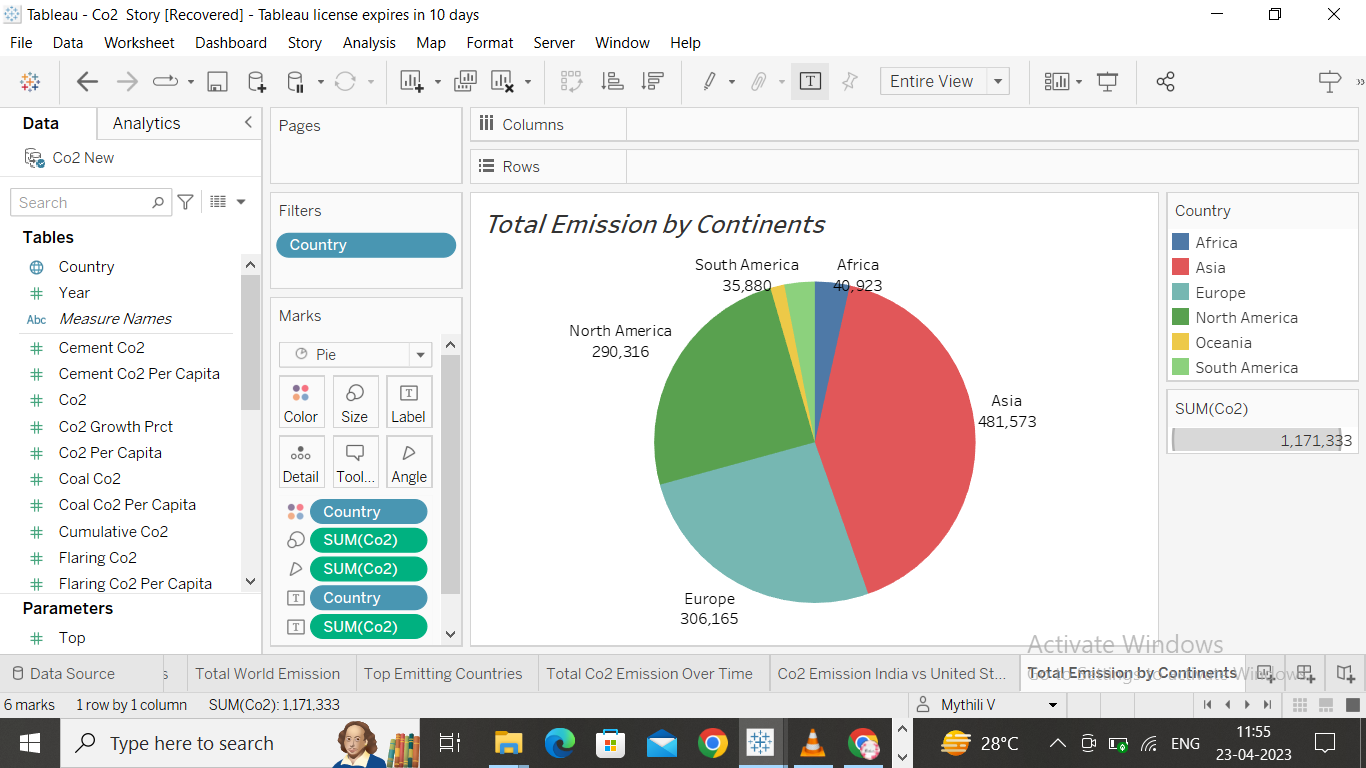 Tableau - Co2  Story [Recovered] - Tableau license expires in 10 days
File Data Worksheet Dashboard Story Analysis Map Format Server Window Help
Entire View
Data Analytics
Co2 New
Search
Tables
Country
Year
Abc Measure Names
Cement Co2
Cement Co2 Per Capita
Co2
Co2 Growth Prct
Co2 Per Capita
Coal Co2
Coal Co2 Per Capita
Cumulative Co2
Flaring Co2
Flaring Co2 Per Capita
Parameters
Top
Pages
Filters
Country
Marks
Pie
Color Size Label
Detail Tool... Angle
Country
SUM(Co2)
SUM(Co2)
Country
SUM(Co2)
Columns
Rows
Total Emission by Continents
South America
35,880
Africa
40,923
North America
290,316
Asia
481,573
Europe
306,165
Country
Africa
Asia
Europe
North America
Oceania
South America
SUM(Co2)
1,171,333
Activate Windows
Go to Settings to activate Windows.
Data Source s Total World Emission Top Emitting Countries Total Co2 Emission Over Time Co2 Emission India vs United St... Total Emission by Continents
6 marks 1 row by 1 column SUM(Co2): 1,171,333 Mythili V
Type here to search 28°C ENG 11:55
23-04-2023